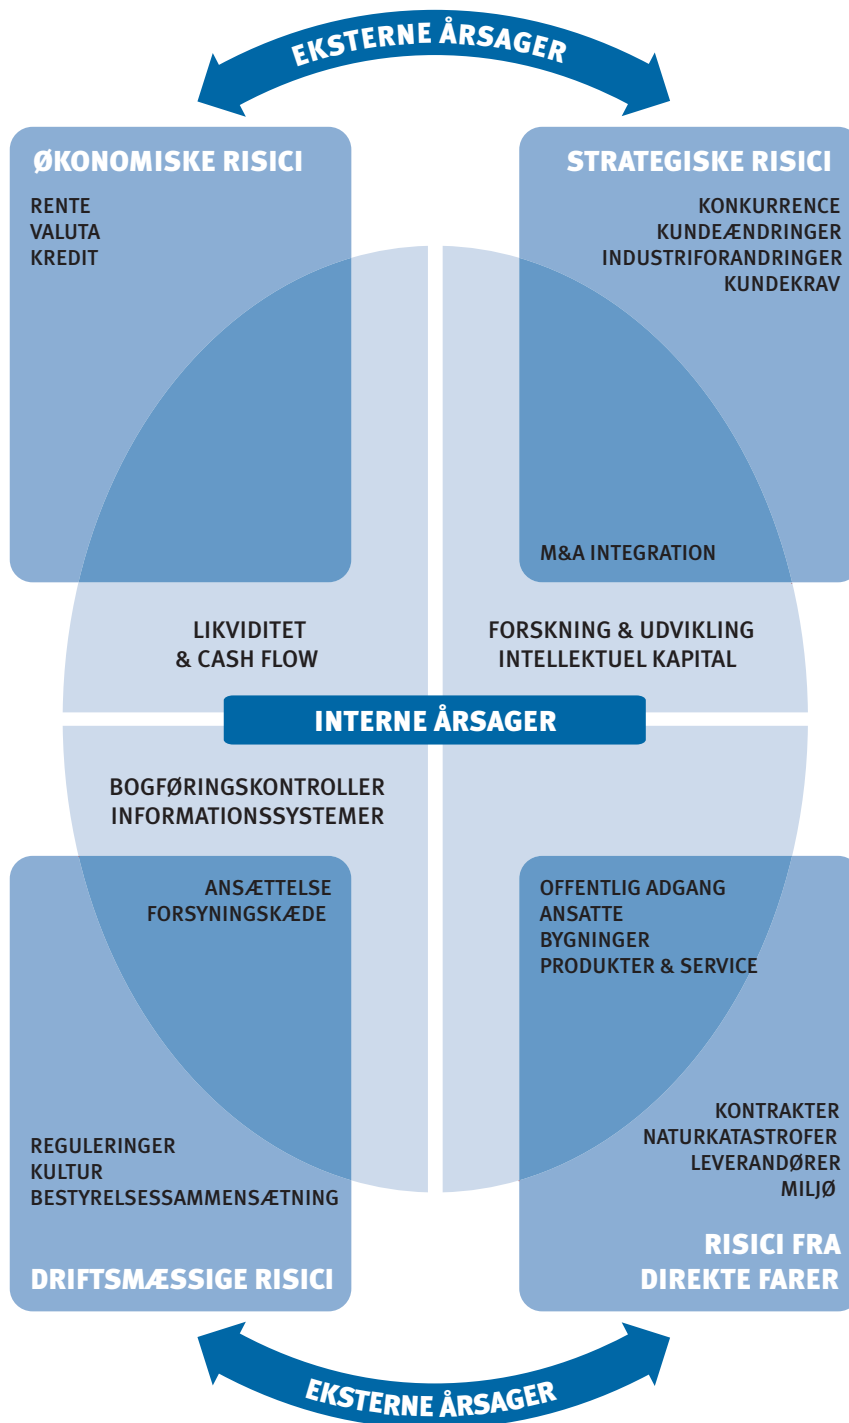 EKSTERNE ÅRSAGER
ØKONOMISKE RISICI
RENTE
VALUTA
KREDIT
STRATEGISKE RISICI
KONKURRENCE
KUNDEÆNDRINGER
INDUSTRIFORANDRINGER
KUNDEKRAV
M&A INTEGRATION
LIKVIDITET
& CASH FLOW
FORSKNING & UDVIKLING
INTELLEKTUEL KAPITAL
INTERNE ÅRSAGER
BOGFØRINGSKONTROLLER
INFORMATIONSSYSTEMER
ANSÆTTELSE
FORSYNINGSKÆDE
REGULERINGER
KULTUR
BESTYRELSESSAMMENSÆTNING
DRIFTSMÆSSIGE RISICI
OFFENTLIG ADGANG
ANSATTE
BYGNINGER
PRODUKTER & SERVICE
KONTRAKTER
NATURKATASTROFER
LEVERANDØRER
MILJØ
RISICI FRA
DIREKTE FARER
EKSTERNE ÅRSAGER